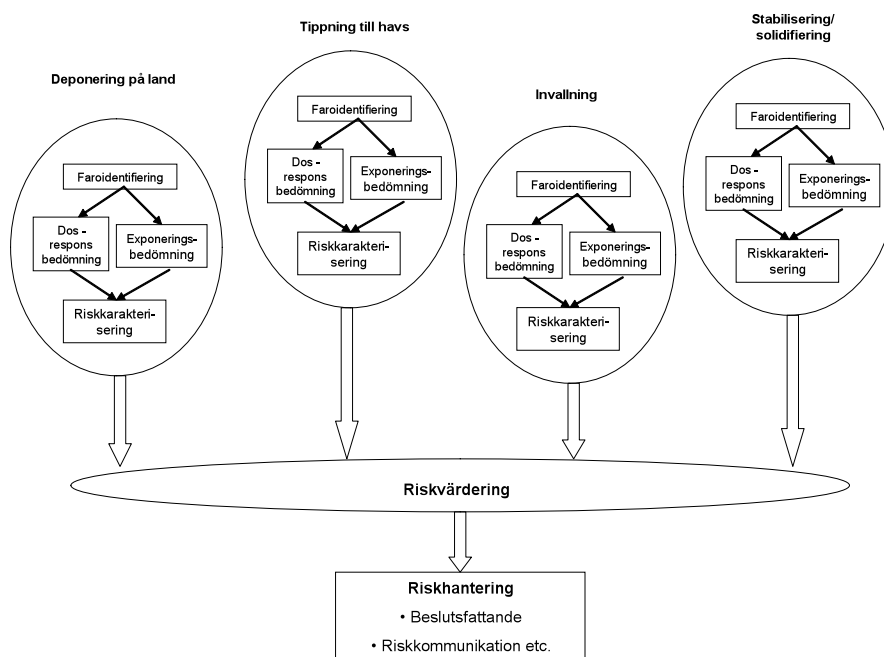 Tippning till havs
Stabilisering/
solidifiering
Deponering på land
Invallning
Faroidentifiering
Dos -
respons
bedömning
Exponerings-
bedömning
Riskkarakteri-
sering
Faroidentifiering
Dos -
respons
bedömning
Exponerings-
bedömning
Riskkarakteri-
sering
Faroidentifiering
Dos -
respons
bedömning
Exponerings-
bedömning
Riskkarakteri-
sering
Faroidentifiering
Dos -
respons
bedömning
Exponerings-
bedömning
Riskkarakteri-
sering
Riskvärdering
Riskhantering
• Beslutsfattande
• Riskkommunikation etc.